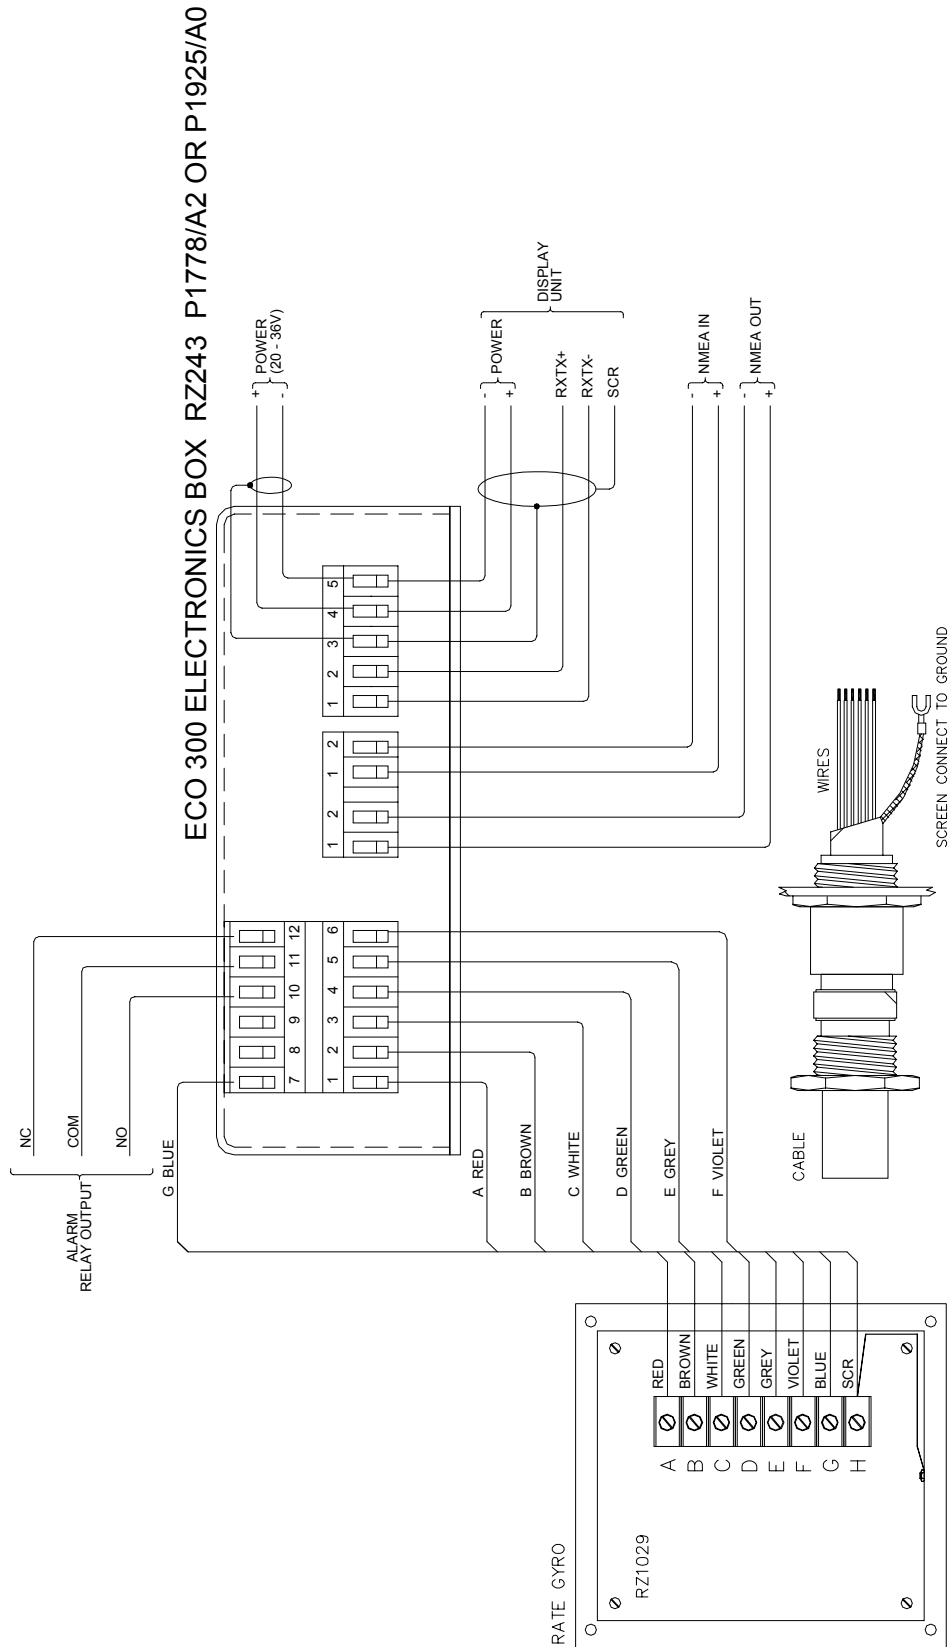 ECO 300 ELECTRONICS BOX RZ243 P1778/A2 OR P1925/A0
NC
COM
NO
ALARM
RELAY OUTPUT
G BLUE
7 8 9 10 11 12
1 2 3 4 5 6
1 2 1 2
1 2 3 4 5
+
-
POWER
(20 - 36V)
-
+
POWER
RXTX+
RXTX-
SCR
DISPLAY
UNIT
-
+
NMEA IN
-
+
NMEA OUT
A RED
B BROWN
C WHITE
D GREEN
E GREY
F VIOLET
RATE GYRO
RZ1029
A RED
B BROWN
C WHITE
D GREEN
E GREY
F VIOLET
G BLUE
H SCR
CABLE
WIRES
SCREEN CONNECT TO GROUND